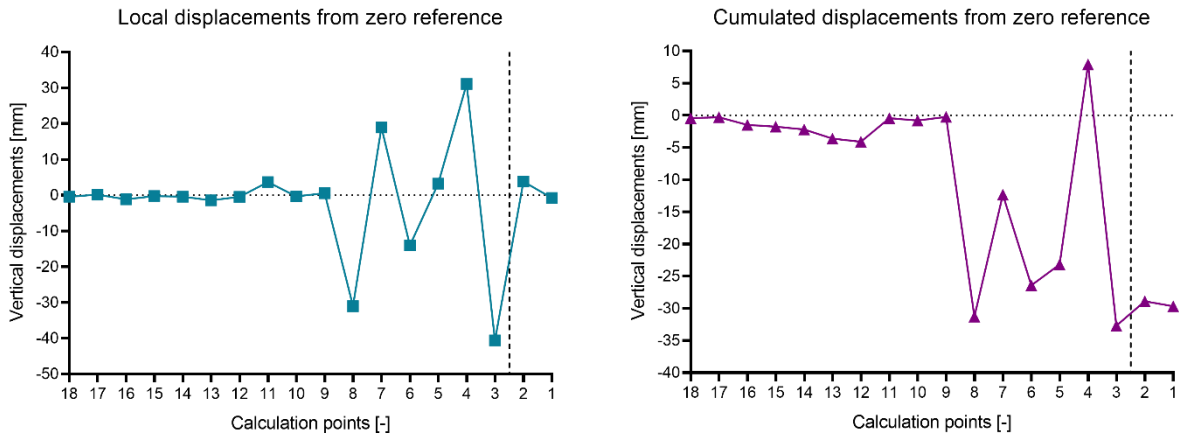 Local displacements from zero reference
Vertical displacements [mm]
40
30
20
10
0
-10
-20
-30
-40
-50
18 17 16 15 14 13 12 11 10 9 8 7 6 5 4 3 2 1
Calculation points [-]
Cumulated displacements from zero reference
Vertical displacements [mm]
10
5
0
-5
-10
-15
-20
-25
-30
-35
-40
18 17 16 15 14 13 12 11 10 9 8 7 6 5 4 3 2 1
Calculation points [-]